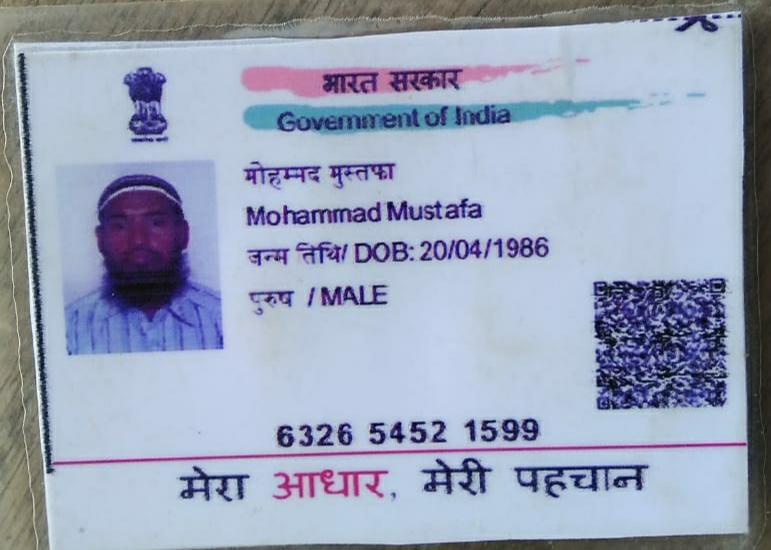 भारत सरकार
Government of India
मोहम्मद मुस्तफा
Mohammad Mustafa
जन्म तिथि/ DOB: 20/04/1986
पुरुष / MALE
6326 5452 1599
मेरा आधार, मेरी पहचान